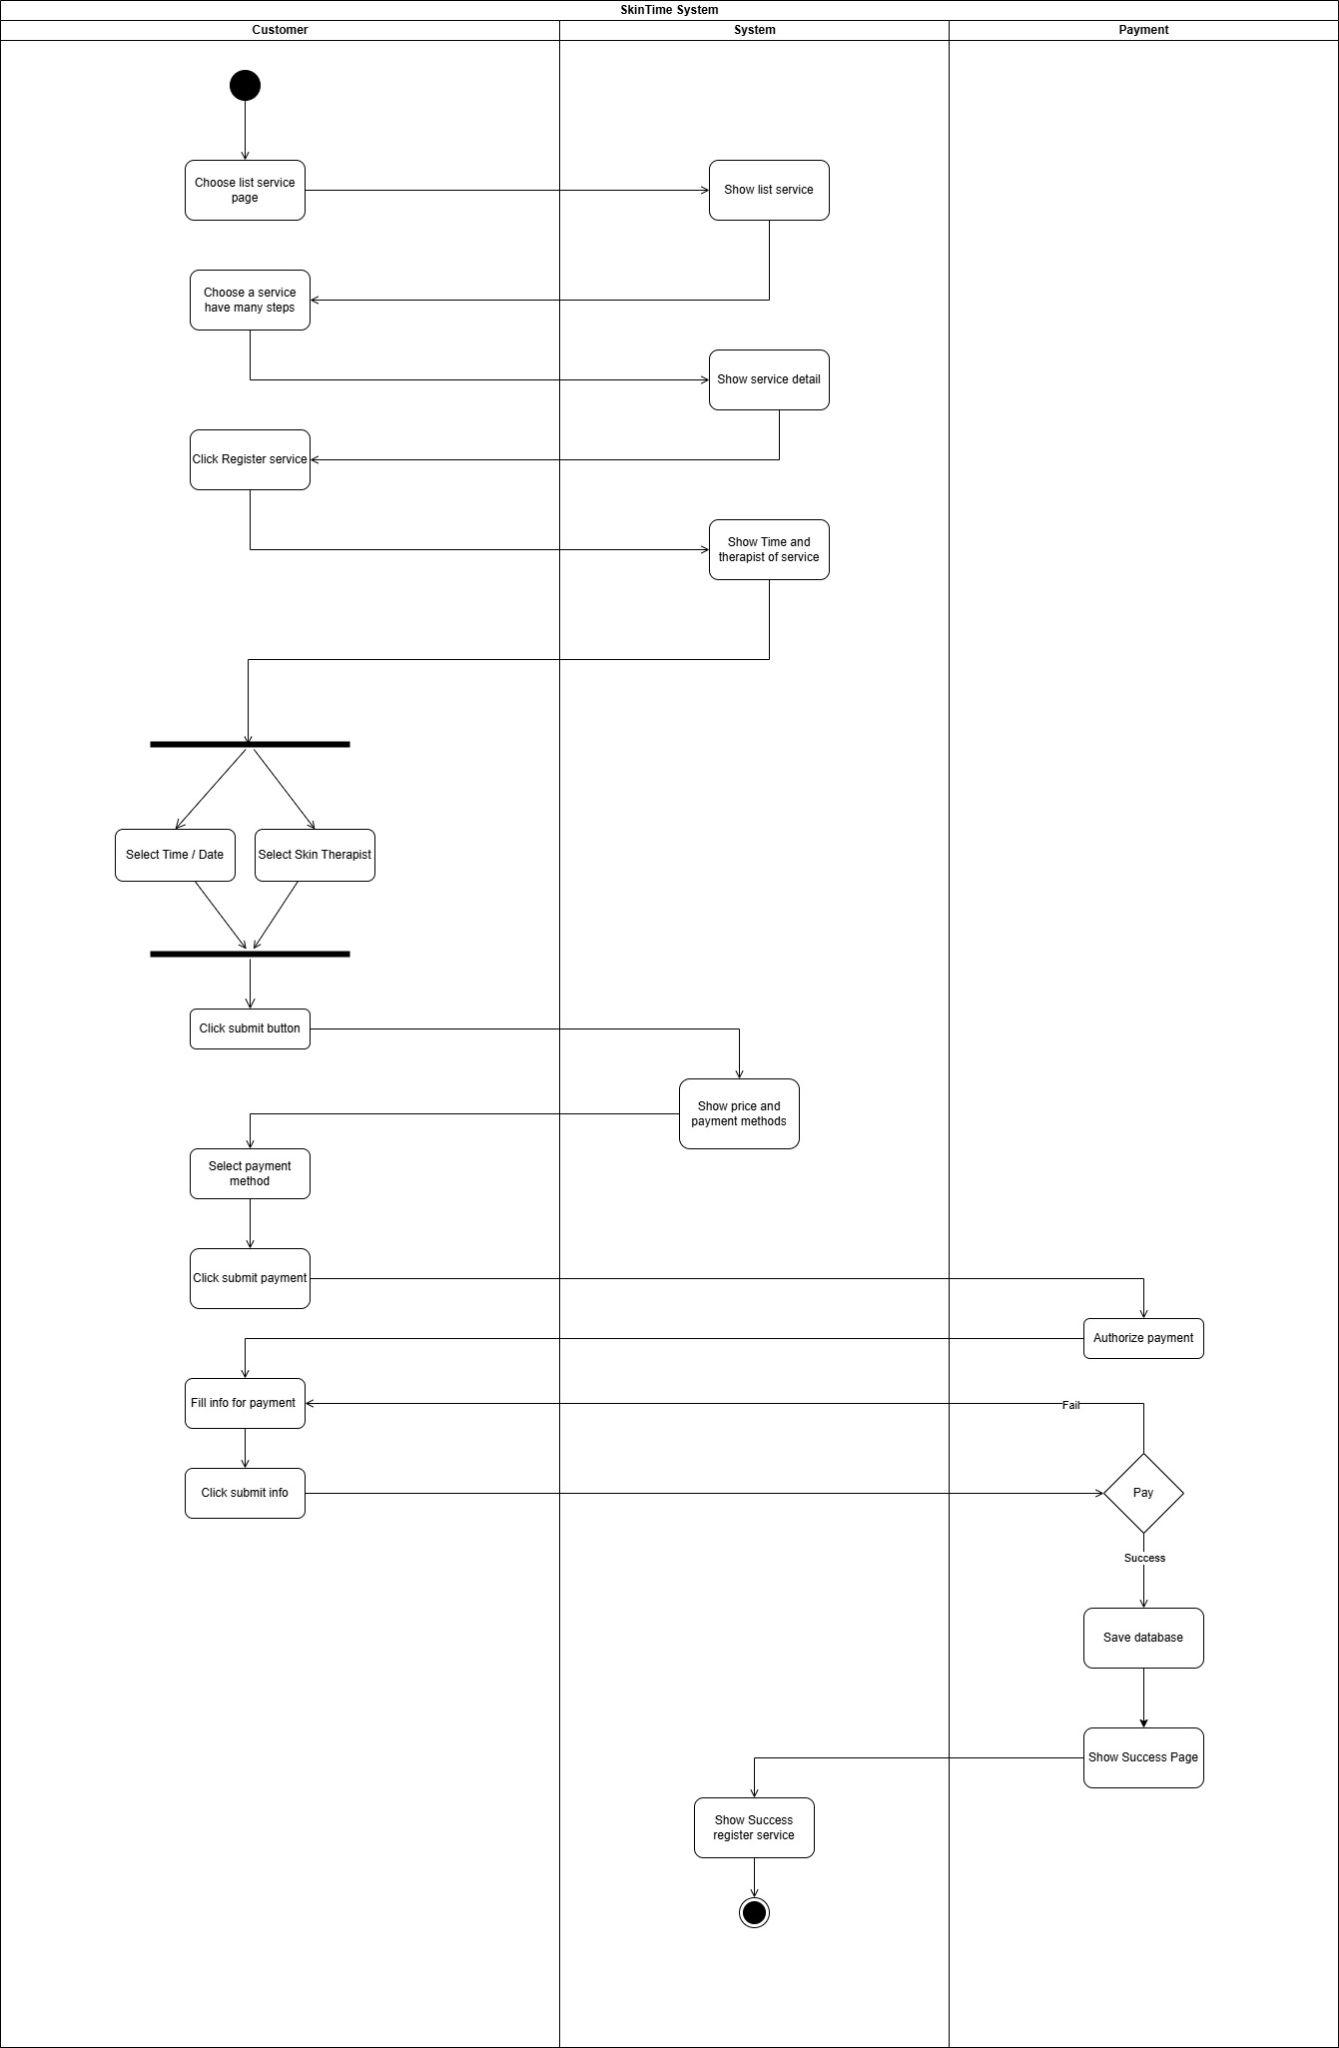 SkinTime System
Customer
System
Payment
Choose list service
page
Show list service
Choose a service
have many steps
Show service detail
Click Register service
Show Time and
therapist of service
Select Time / Date
Select Skin Therapist
Click submit button
Show price and
payment methods
Select payment
method
Click submit payment
Authorize payment
Fill info for payment
Fail
Click submit info
Pay
Success
Save database
Show Success Page
Show Success
register service